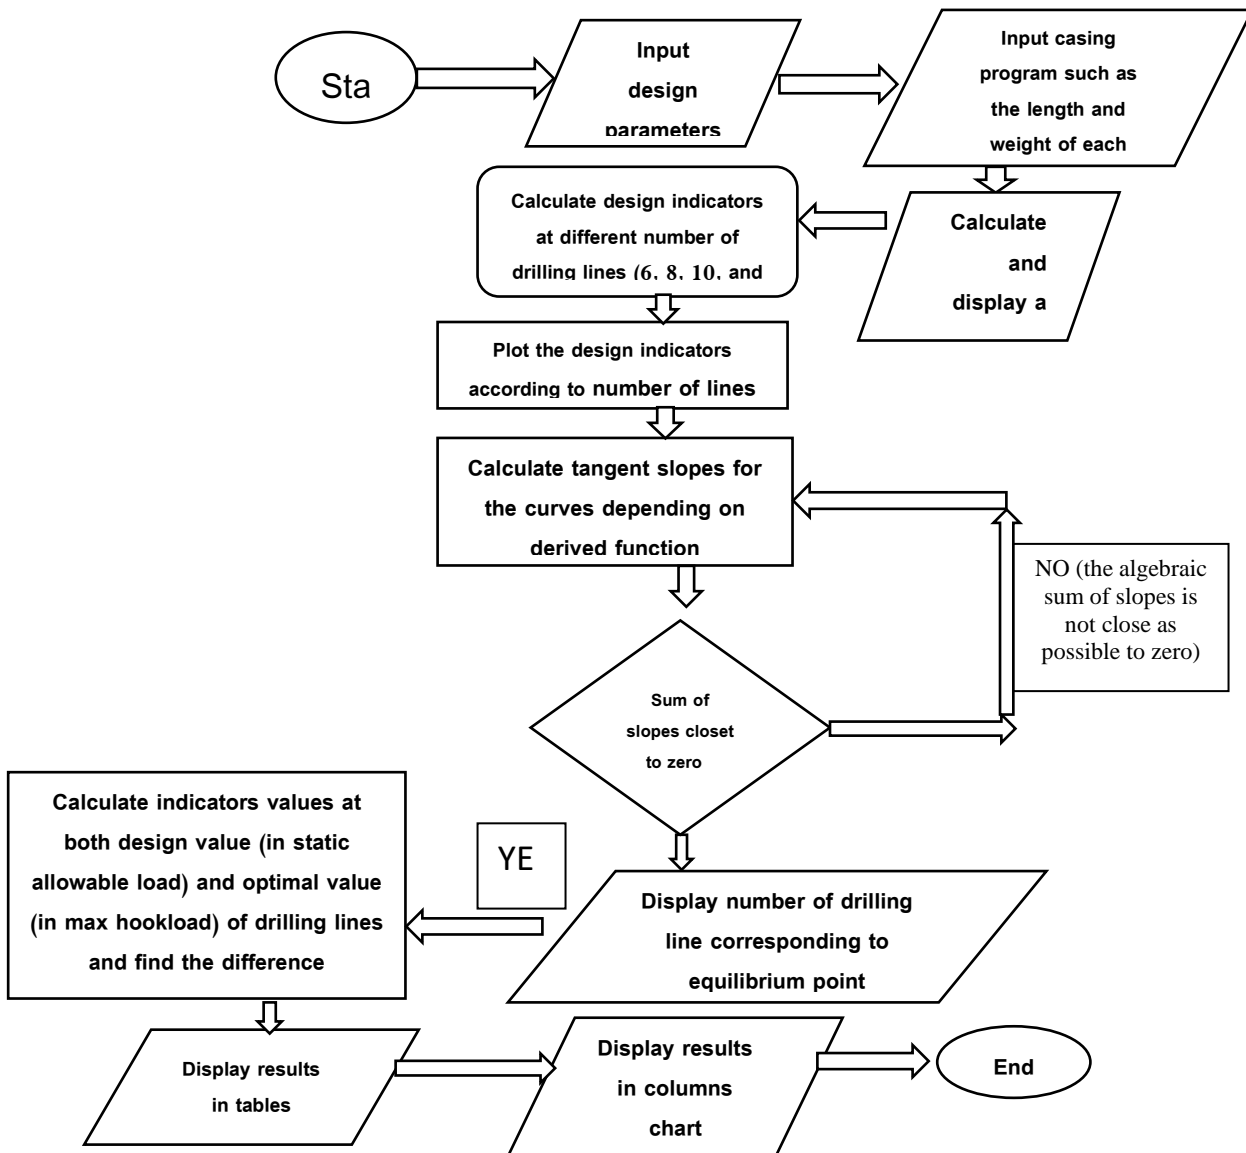 Sta
Input
design
parameters
Input casing
program such as
the length and
weight of each
Calculate
and
display a
Calculate design indicators
at different number of
drilling lines (6, 8, 10, and
Plot the design indicators
according to number of lines
Calculate tangent slopes for
the curves depending on
derived function
NO (the algebraic
sum of slopes is
not close as
possible to zero)
Sum of
slopes closet
to zero
YE
Display number of drilling
line corresponding to
equilibrium point
Calculate indicators values at
both design value (in static
allowable load) and optimal value
(in max hookload) of drilling lines
and find the difference
Display results
in tables
Display results
in columns
chart
End